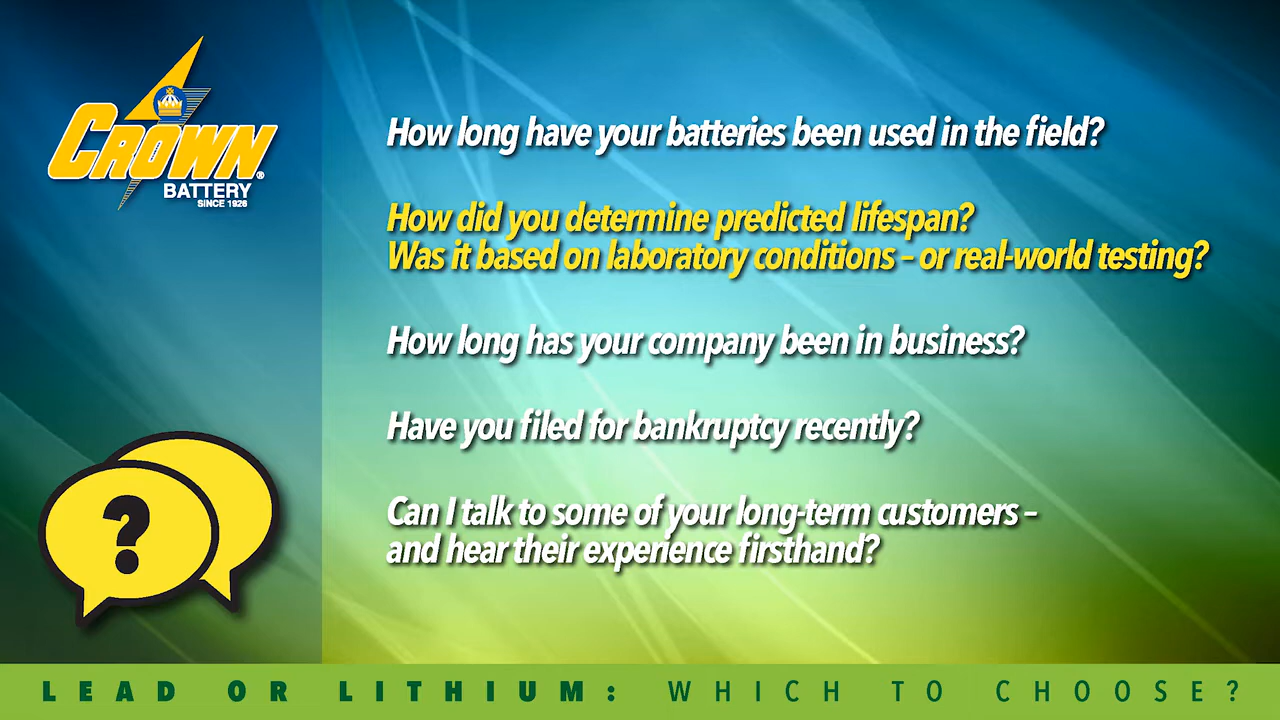 CROWN®
BATTERY
SINCE 1926
How long have your batteries been used in the field?
How did you determine predicted lifespan?
Was it based on laboratory conditions – or real-world testing?
How long has your company been in business?
Have you filed for bankruptcy recently?
Can I talk to some of your long-term customers –
and hear their experience firsthand?
?
LEAD OR LITHIUM: WHICH TO CHOOSE?